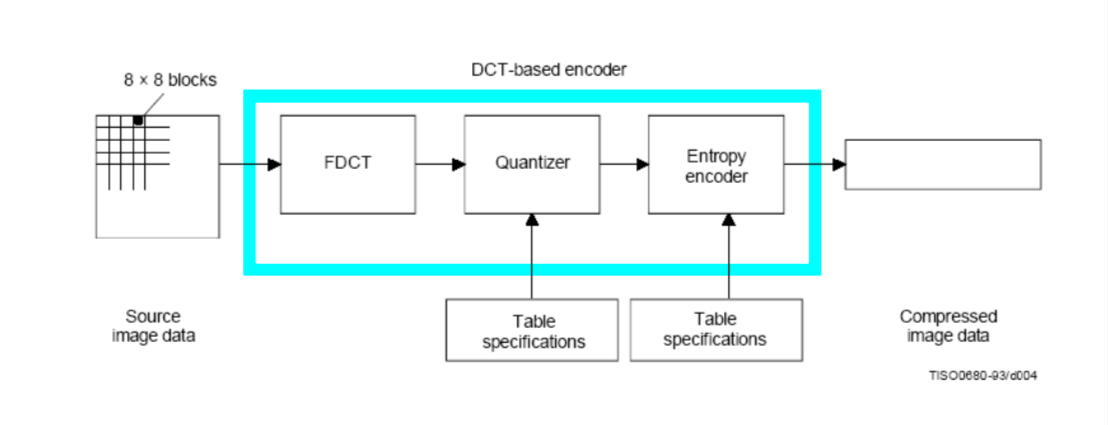 DCT-based encoder
8 × 8 blocks
FDCT
Quantizer
Entropy
encoder
Source
image data
Table
specifications
Table
specifications
Compressed
image data
TISO0680-93/d004